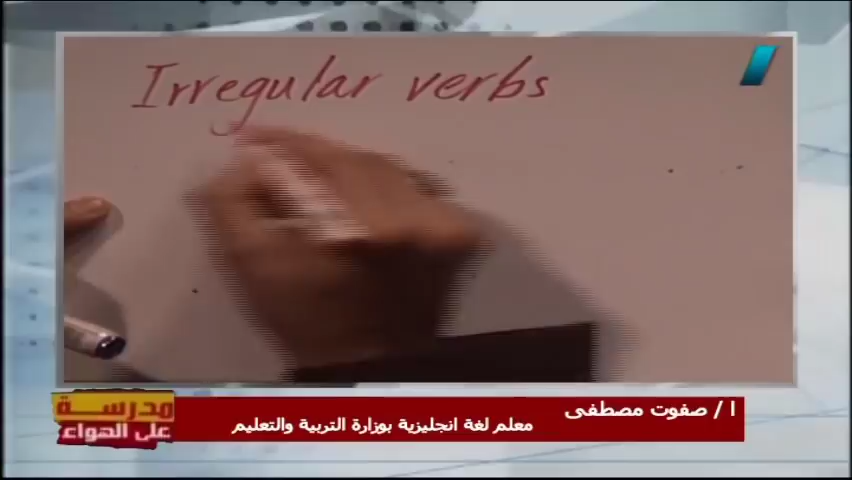 Irregular verbs
ا / صفوت مصطفى
معلم لغة انجليزية بوزارة التربية والتعليم
مدرسة
على الهواء